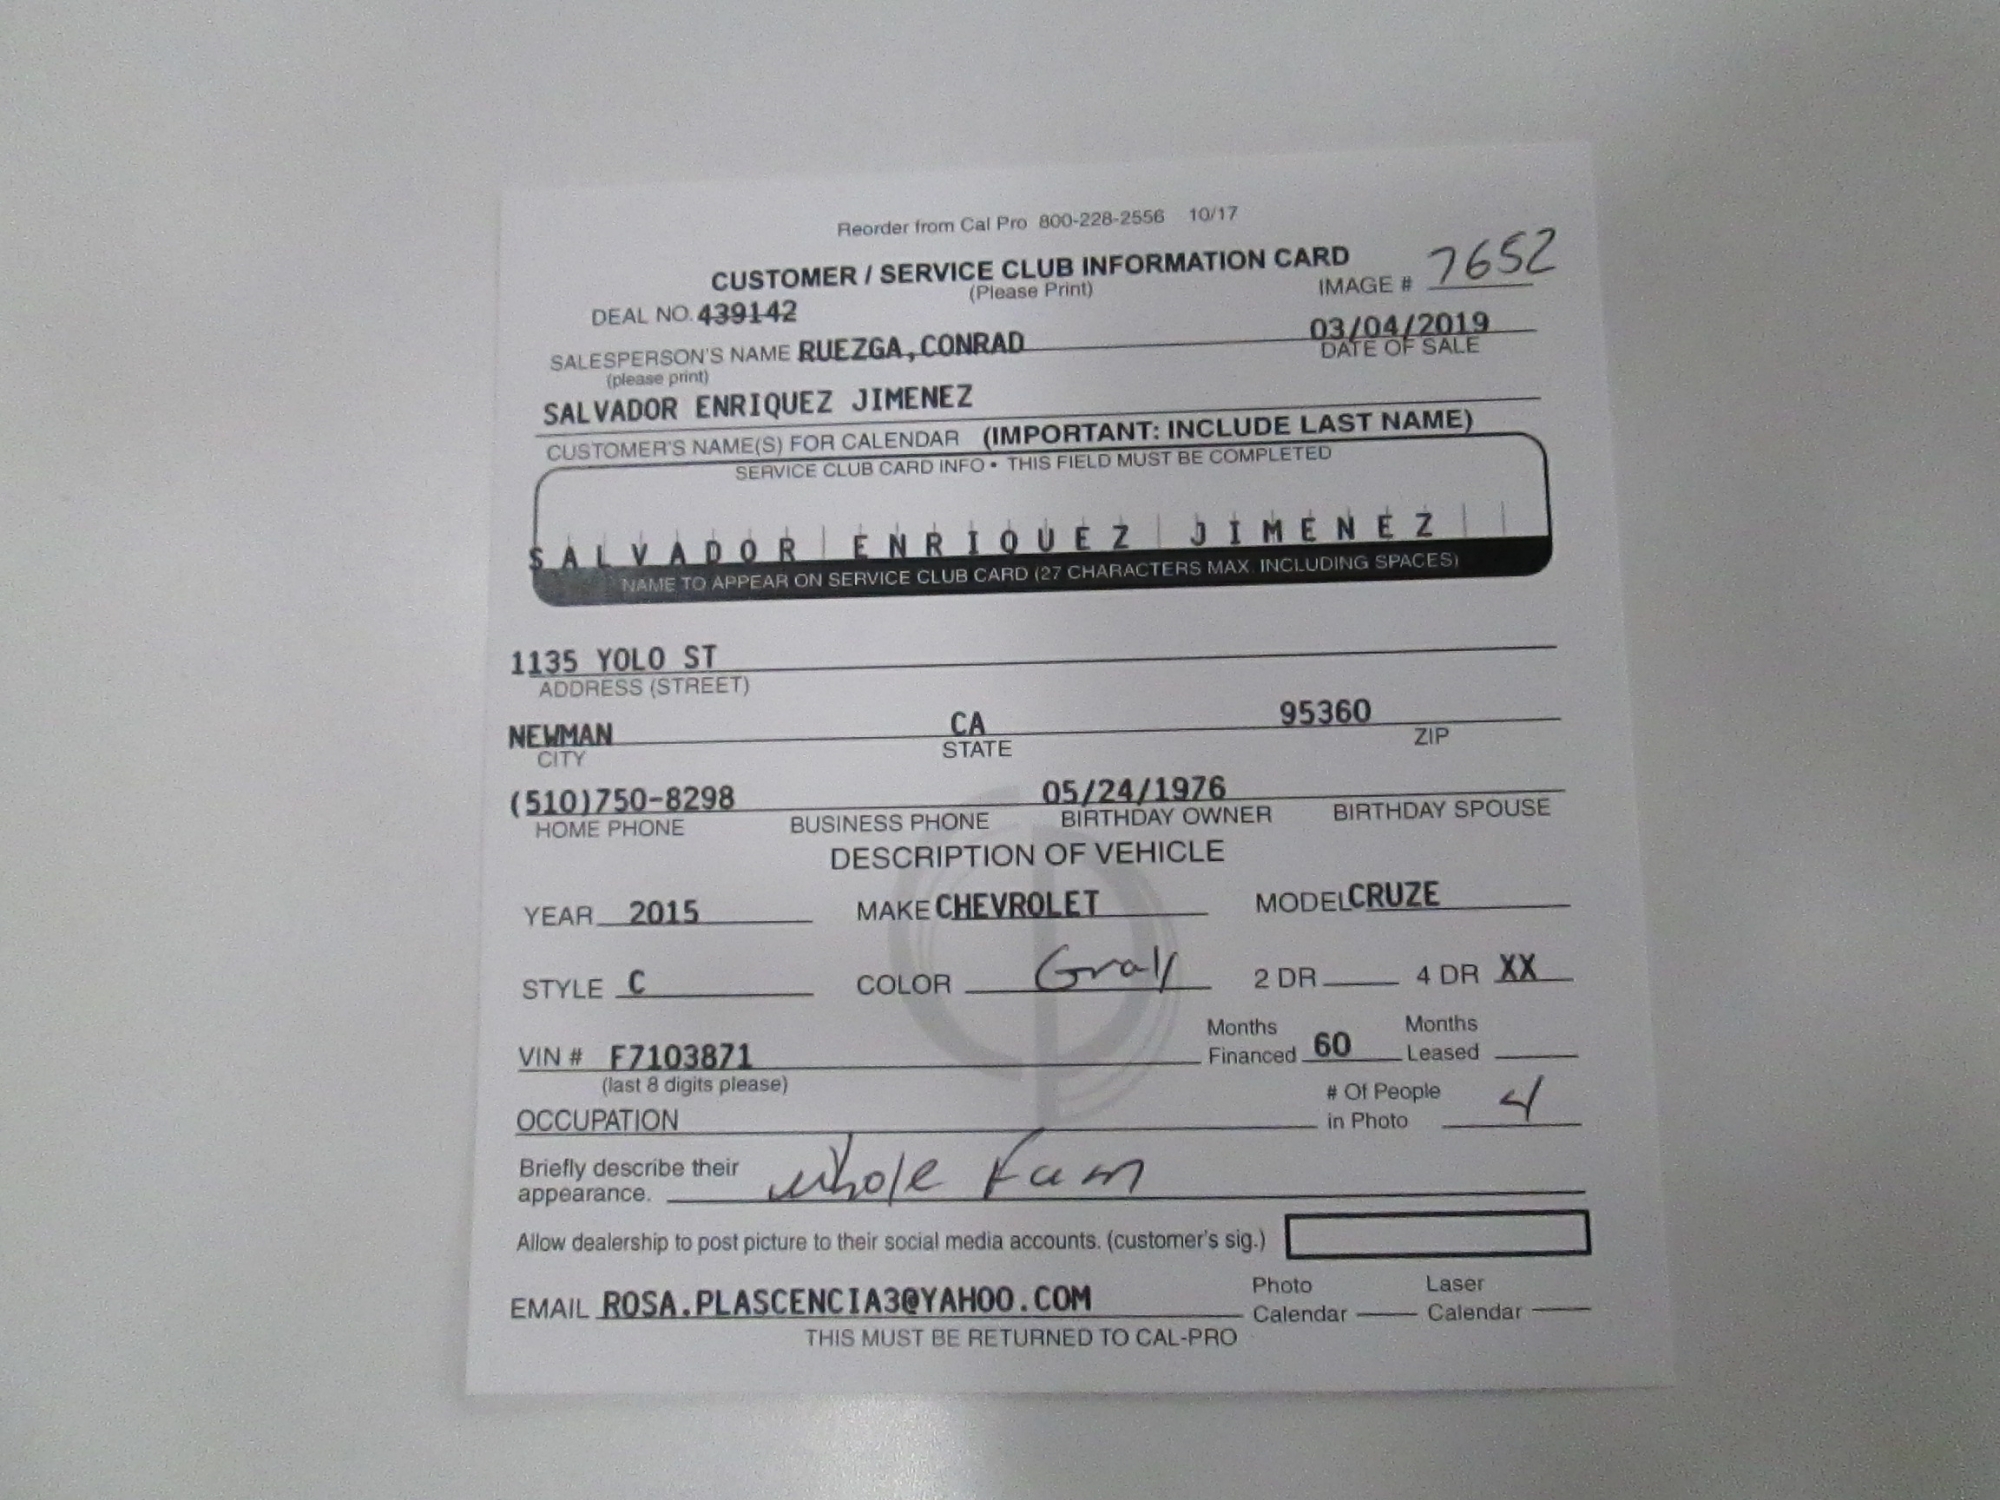 Reorder from Cal Pro 800-228-2556 10/17
CUSTOMER / SERVICE CLUB INFORMATION CARD
(Please Print)
IMAGE # 7652
DEAL NO. 439142
SALESPERSON'S NAME RUEZGA,CONRAD 03/04/2019
(please print) DATE OF SALE
SALVADOR ENRIQUEZ JIMENEZ
CUSTOMER'S NAME(S) FOR CALENDAR (IMPORTANT: INCLUDE LAST NAME)
SERVICE CLUB CARD INFO • THIS FIELD MUST BE COMPLETED
SALVADOR ENRIQUEZ JIMENEZ
NAME TO APPEAR ON SERVICE CLUB CARD (27 CHARACTERS MAX. INCLUDING SPACES)
1135 YOLO ST
ADDRESS (STREET)
NEWMAN CA 95360
CITY STATE ZIP
(510)750-8298 05/24/1976
HOME PHONE BUSINESS PHONE BIRTHDAY OWNER BIRTHDAY SPOUSE
DESCRIPTION OF VEHICLE
YEAR 2015 MAKE CHEVROLET MODEL CRUZE
STYLE C COLOR Gray 2 DR 4 DR XX
VIN # F7103871 Months Financed 60 Months Leased
(last 8 digits please)
OCCUPATION # Of People in Photo 4
Briefly describe their appearance. whole Fam
Allow dealership to post picture to their social media accounts. (customer's sig.)
EMAIL ROSA.PLASCENCIA3@YAHOO.COM Photo Calendar Laser Calendar
THIS MUST BE RETURNED TO CAL-PRO